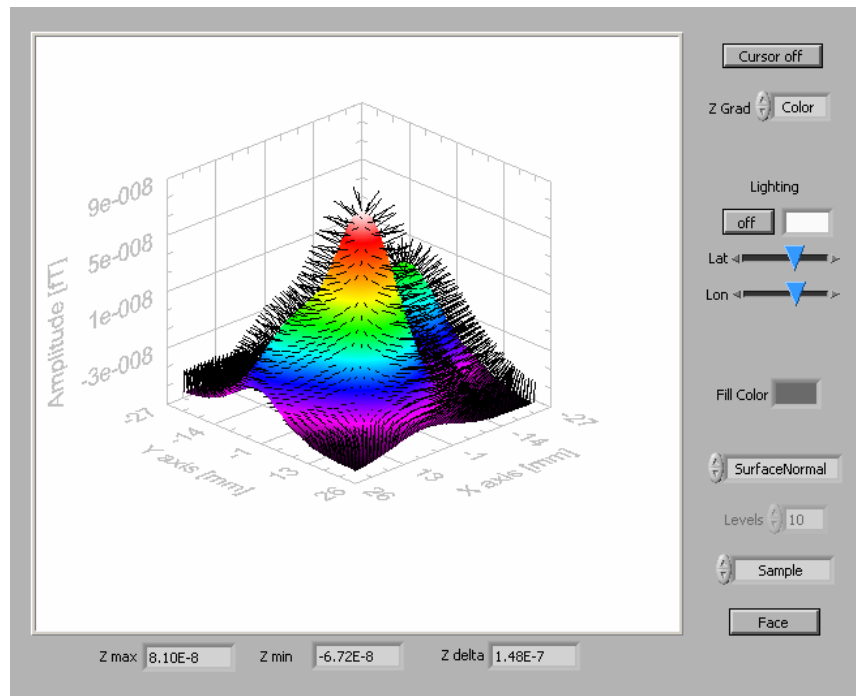 Cursor off
Z Grad Color
Lighting
off
Lat
Lon
Fill Color
SurfaceNormal
Levels 10
Sample
Face
9e-008
5e-008
1e-008
-3e-008
Amplitude [fT]
-27
-14
-1
13
26
Y axis [mm]
26
13
-1
-14
-27
X axis [mm]
Z max 8.10E-8 Z min -6.72E-8 Z delta 1.48E-7